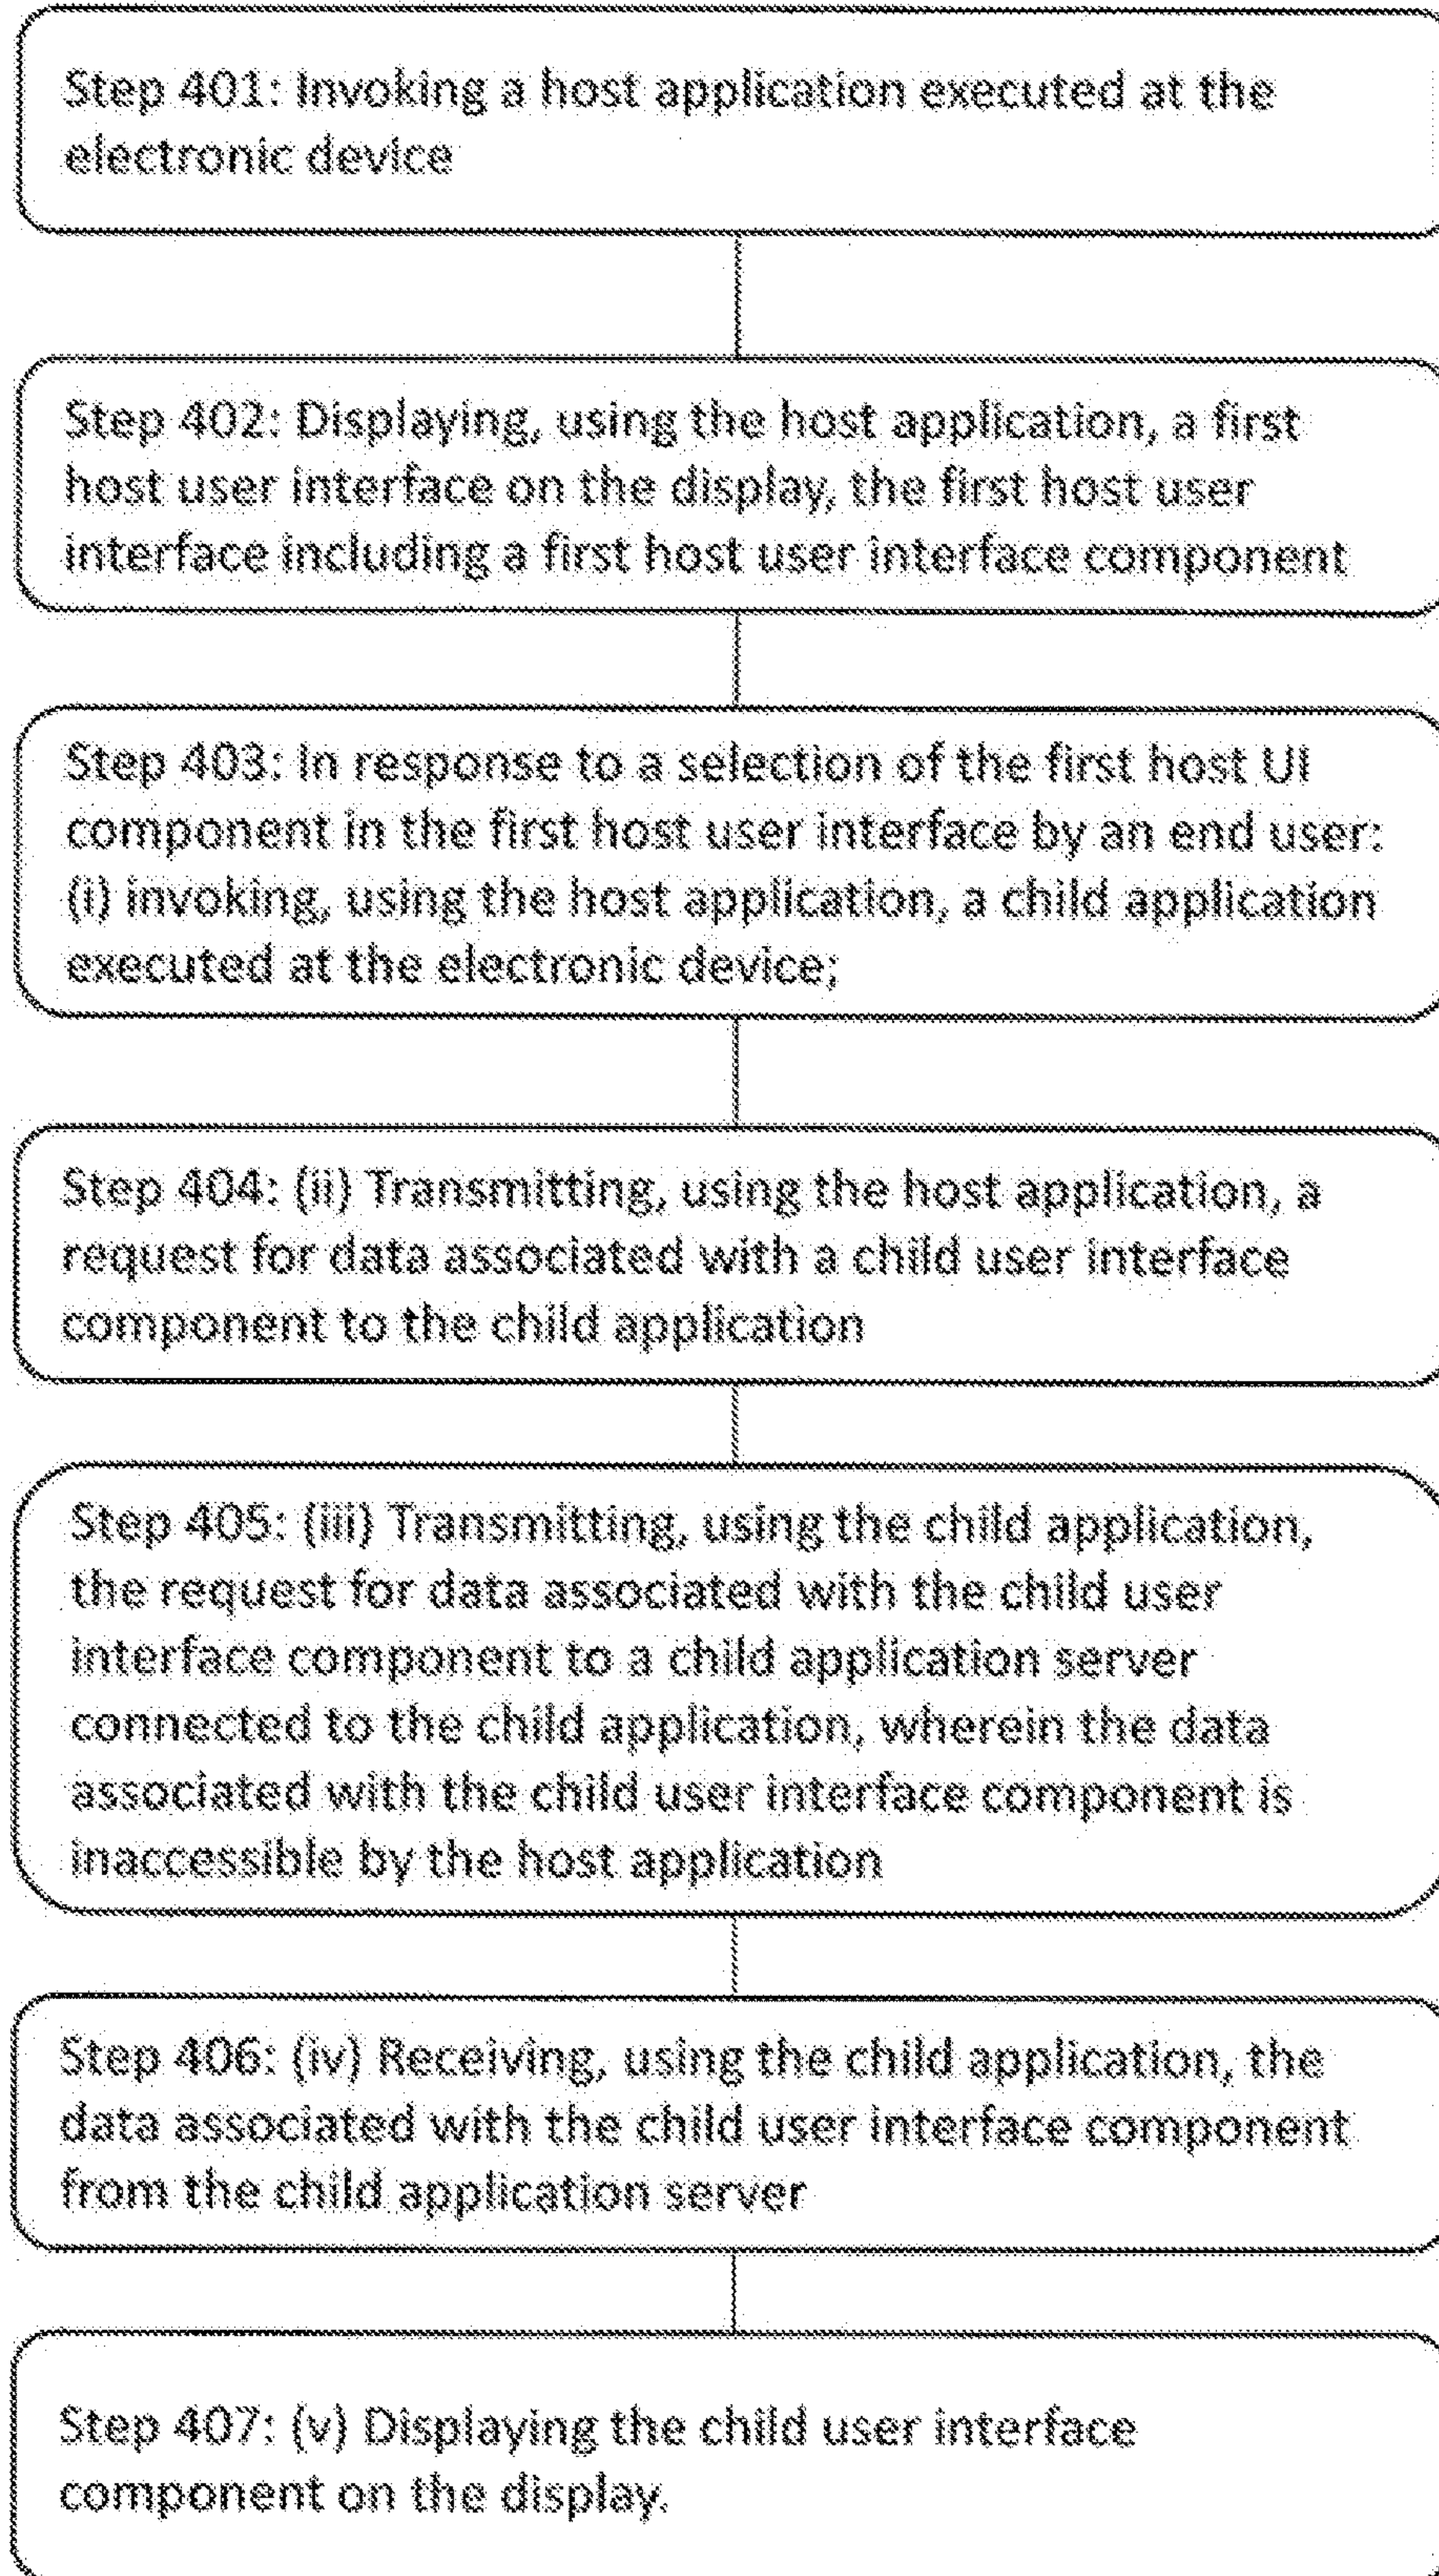 Step 401: Invoking a host application executed at the
electronic device
Step 402: Displaying, using the host application, a first
host user interface on the display, the first host user
interface including a first host user interface component
Step 403: In response to a selection of the first host UI
component in the first host user interface by an end user:
(i) invoking, using the host application, a child application
executed at the electronic device;
Step 404: (ii) Transmitting, using the host application, a
request for data associated with a child user interface
component to the child application
Step 405: (iii) Transmitting, using the child application,
the request for data associated with the child user
interface component to a child application server
connected to the child application, wherein the data
associated with the child user interface component is
inaccessible by the host application
Step 406: (iv) Receiving, using the child application, the
data associated with the child user interface component
from the child application server
Step 407: (v) Displaying the child user interface
component on the display.